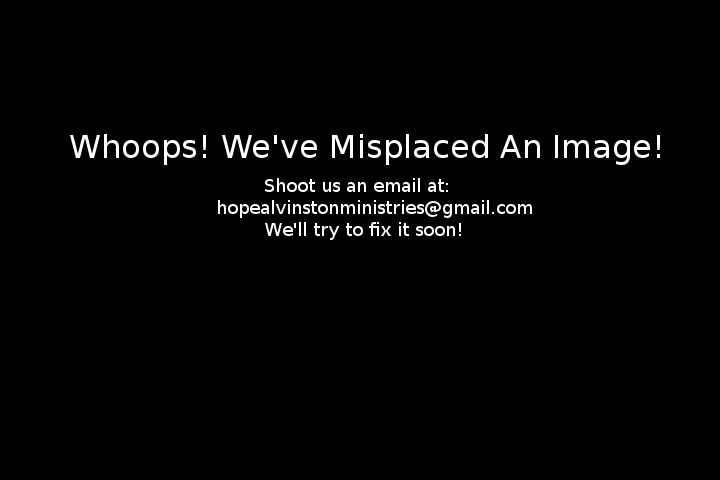 Whoops! We've Misplaced An Image!
Shoot us an email at:
hopealvinstonministries@gmail.com
We'll try to fix it soon!